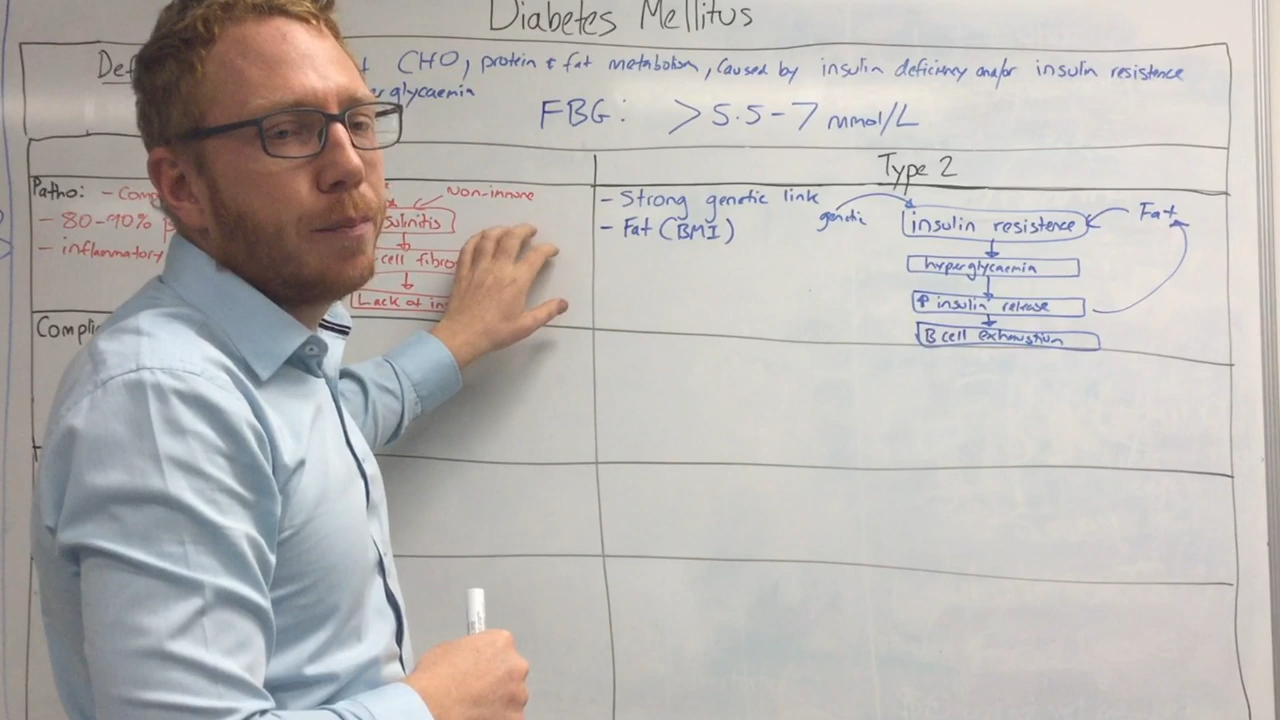 Diabetes Mellitus
Def
CHO, protein & fat metabolism, caused by insulin deficiency and/or insulin resistence
glycaemia
FBG: >5.5-7 mmol/L
Type 2
Patho: - Comp
Non-immune
- 80-90%
sulinitis
- inflammatory
cell fibro
Lack of in
Compli
- Strong genetic link
- Fat (BMI)
genetic
insulin resistence
Fat
hyperglycaemia
↑ insulin release
B cell exhaustion